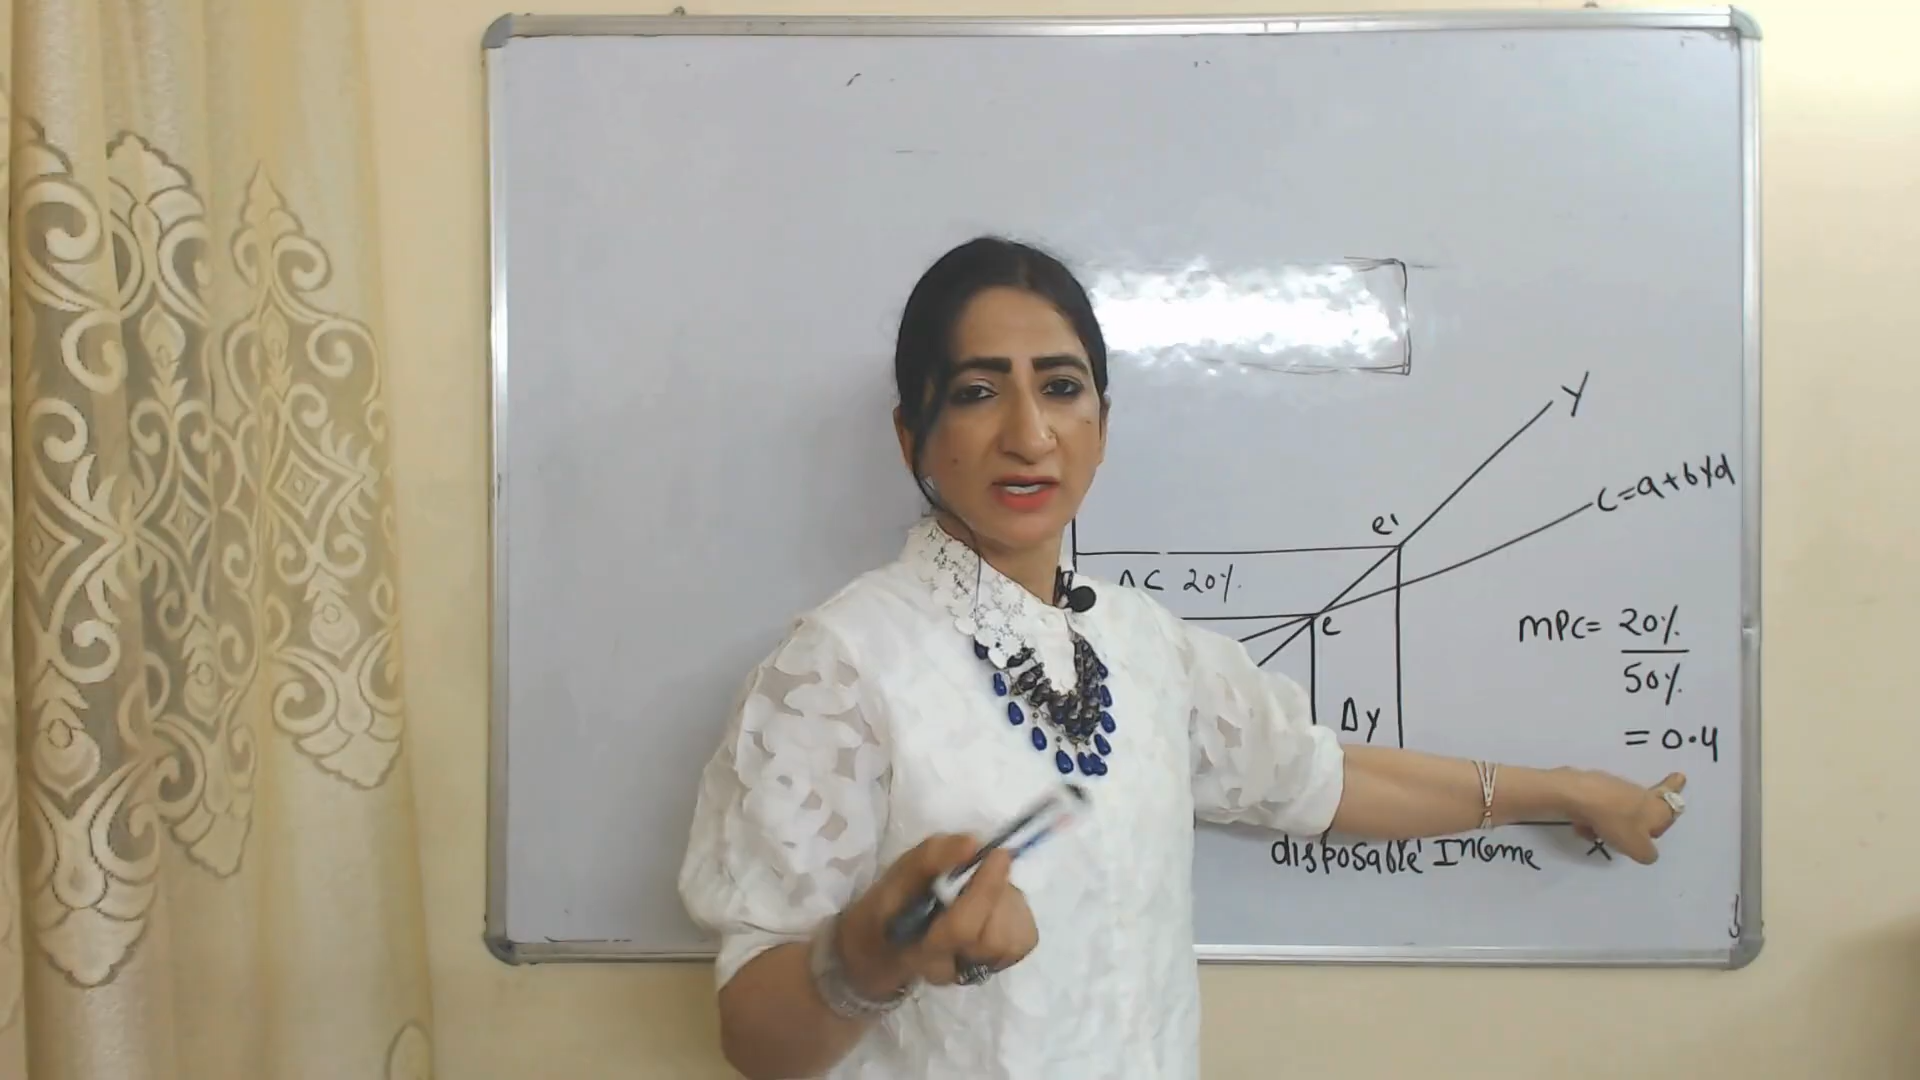 Y
C=a+byd
e'
ΔC 20%.
e
MPC= 20%
50%
Δy
= 0.4
disposable Income
X